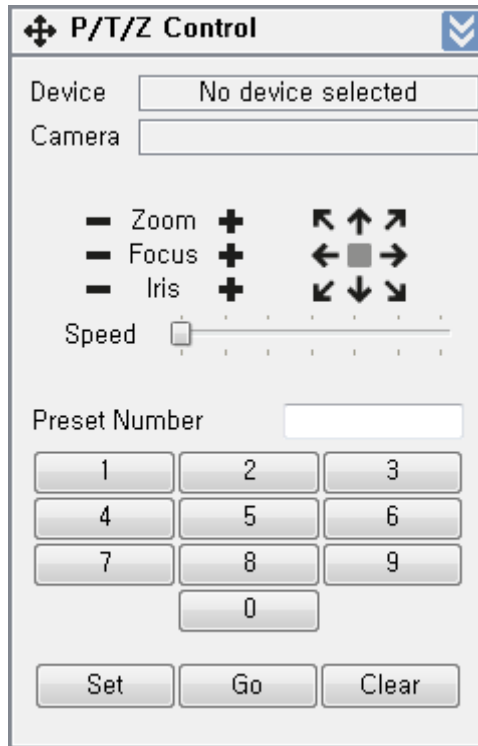 P/T/Z Control
Device No device selected
Camera
Zoom
Focus
Iris
Speed
Preset Number
1 2 3
4 5 6
7 8 9
0
Set Go Clear